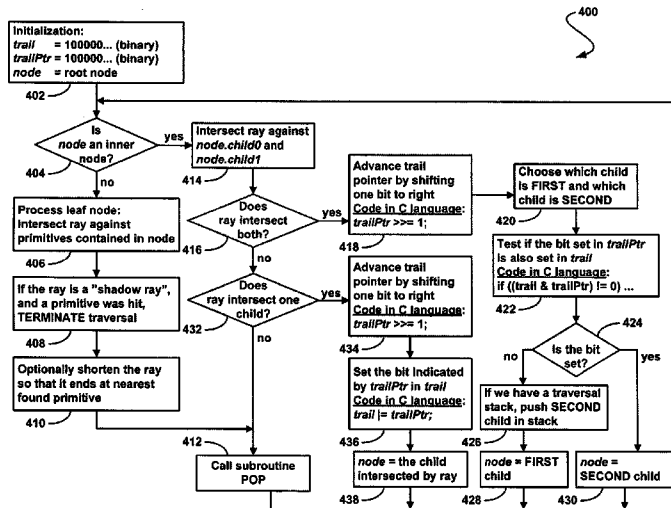 400
Initialization:
trail = 100000... (binary)
trailPtr = 100000... (binary)
node = root node
402
Is
node an inner
node?
404
yes
no
Intersect ray against
node.child0 and
node.child1
414
Process leaf node:
Intersect ray against
primitives contained in node
406
If the ray is a "shadow ray",
and a primitive was hit,
TERMINATE traversal
408
Optionally shorten the ray
so that it ends at nearest
found primitive
410
Does
ray intersect
both?
416
yes
no
Does
ray intersect one
child?
432
yes
no
412
Call subroutine
POP
Advance trail
pointer by shifting
one bit to right
Code in C language:
trailPtr >>= 1;
418
Advance trail
pointer by shifting
one bit to right
Code in C language:
trailPtr >>= 1;
434
Set the bit indicated
by trailPtr in trail
Code in C language:
trail |= trailPtr;
436
node = the child
intersected by ray
438
Choose which child
is FIRST and which
child is SECOND
420
Test if the bit set in trailPtr
is also set in trail
Code in C language:
if ((trail & trailPtr) != 0) ...
422
424
Is the bit
set?
no
yes
If we have a traversal
stack, push SECOND
child in stack
426
node = FIRST
child
428
node =
SECOND child
430